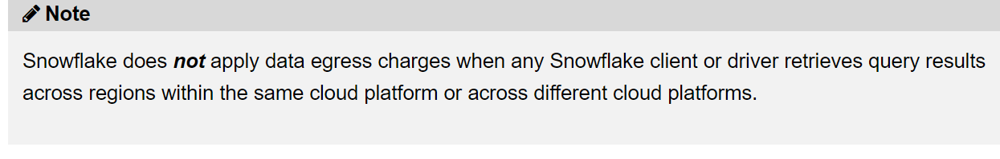 Note
Snowflake does not apply data egress charges when any Snowflake client or driver retrieves query results
across regions within the same cloud platform or across different cloud platforms.